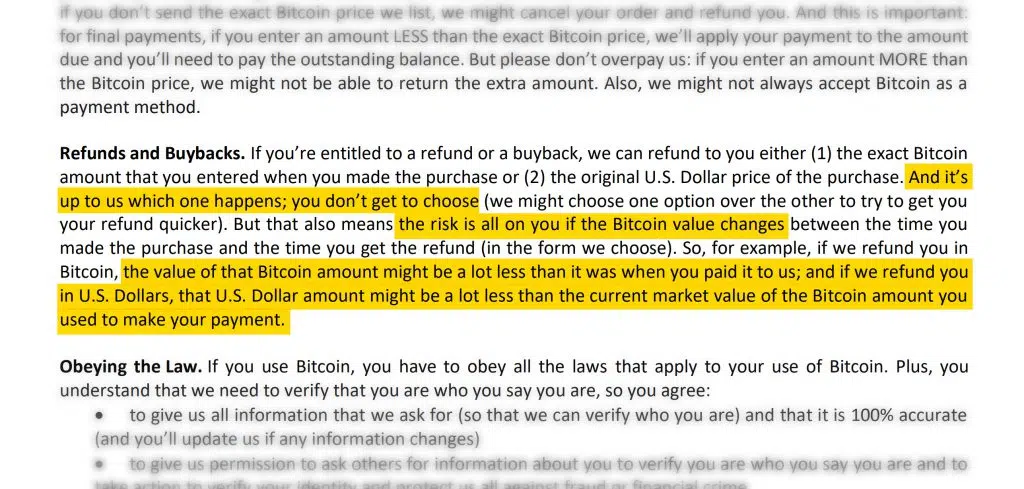 if you don’t send the exact Bitcoin price we list, we might cancel your order and refund you. And this is important:
for final payments, if you enter an amount LESS than the exact Bitcoin price, we’ll apply your payment to the amount
due and you’ll need to pay the outstanding balance. But please don’t overpay us: if you enter an amount MORE than
the Bitcoin price, we might not be able to return the extra amount. Also, we might not always accept Bitcoin as a
payment method.
Refunds and Buybacks. If you’re entitled to a refund or a buyback, we can refund to you either (1) the exact Bitcoin
amount that you entered when you made the purchase or (2) the original U.S. Dollar price of the purchase. And it’s
up to us which one happens; you don’t get to choose (we might choose one option over the other to try to get you
your refund quicker). But that also means the risk is all on you if the Bitcoin value changes between the time you
made the purchase and the time you get the refund (in the form we choose). So, for example, if we refund you in
Bitcoin, the value of that Bitcoin amount might be a lot less than it was when you paid it to us; and if we refund you
in U.S. Dollars, that U.S. Dollar amount might be a lot less than the current market value of the Bitcoin amount you
used to make your payment.
Obeying the Law. If you use Bitcoin, you have to obey all the laws that apply to your use of Bitcoin. Plus, you
understand that we need to verify that you are who you say you are, so you agree:
• to give us all information that we ask for (so that we can verify who you are) and that it is 100% accurate
(and you’ll update us if any information changes)
• to give us permission to ask others for information about you to verify you are who you say you are and to
take action to verify your identity and protect us all against fraud or financial crime